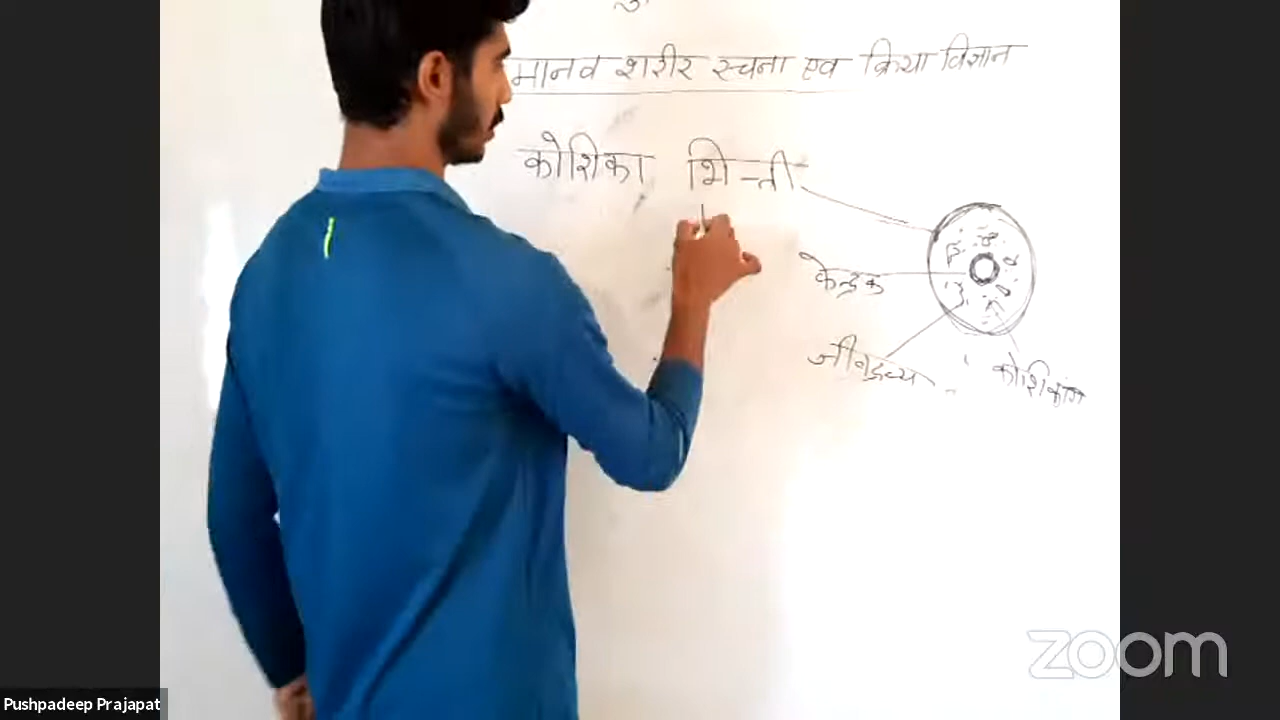 मानव शरीर रचना एव क्रिया विज्ञान
कोशिका भित्ती
केन्द्रक
जीवद्रव्य
कोशिकांग
zoom
Pushpadeep Prajapat